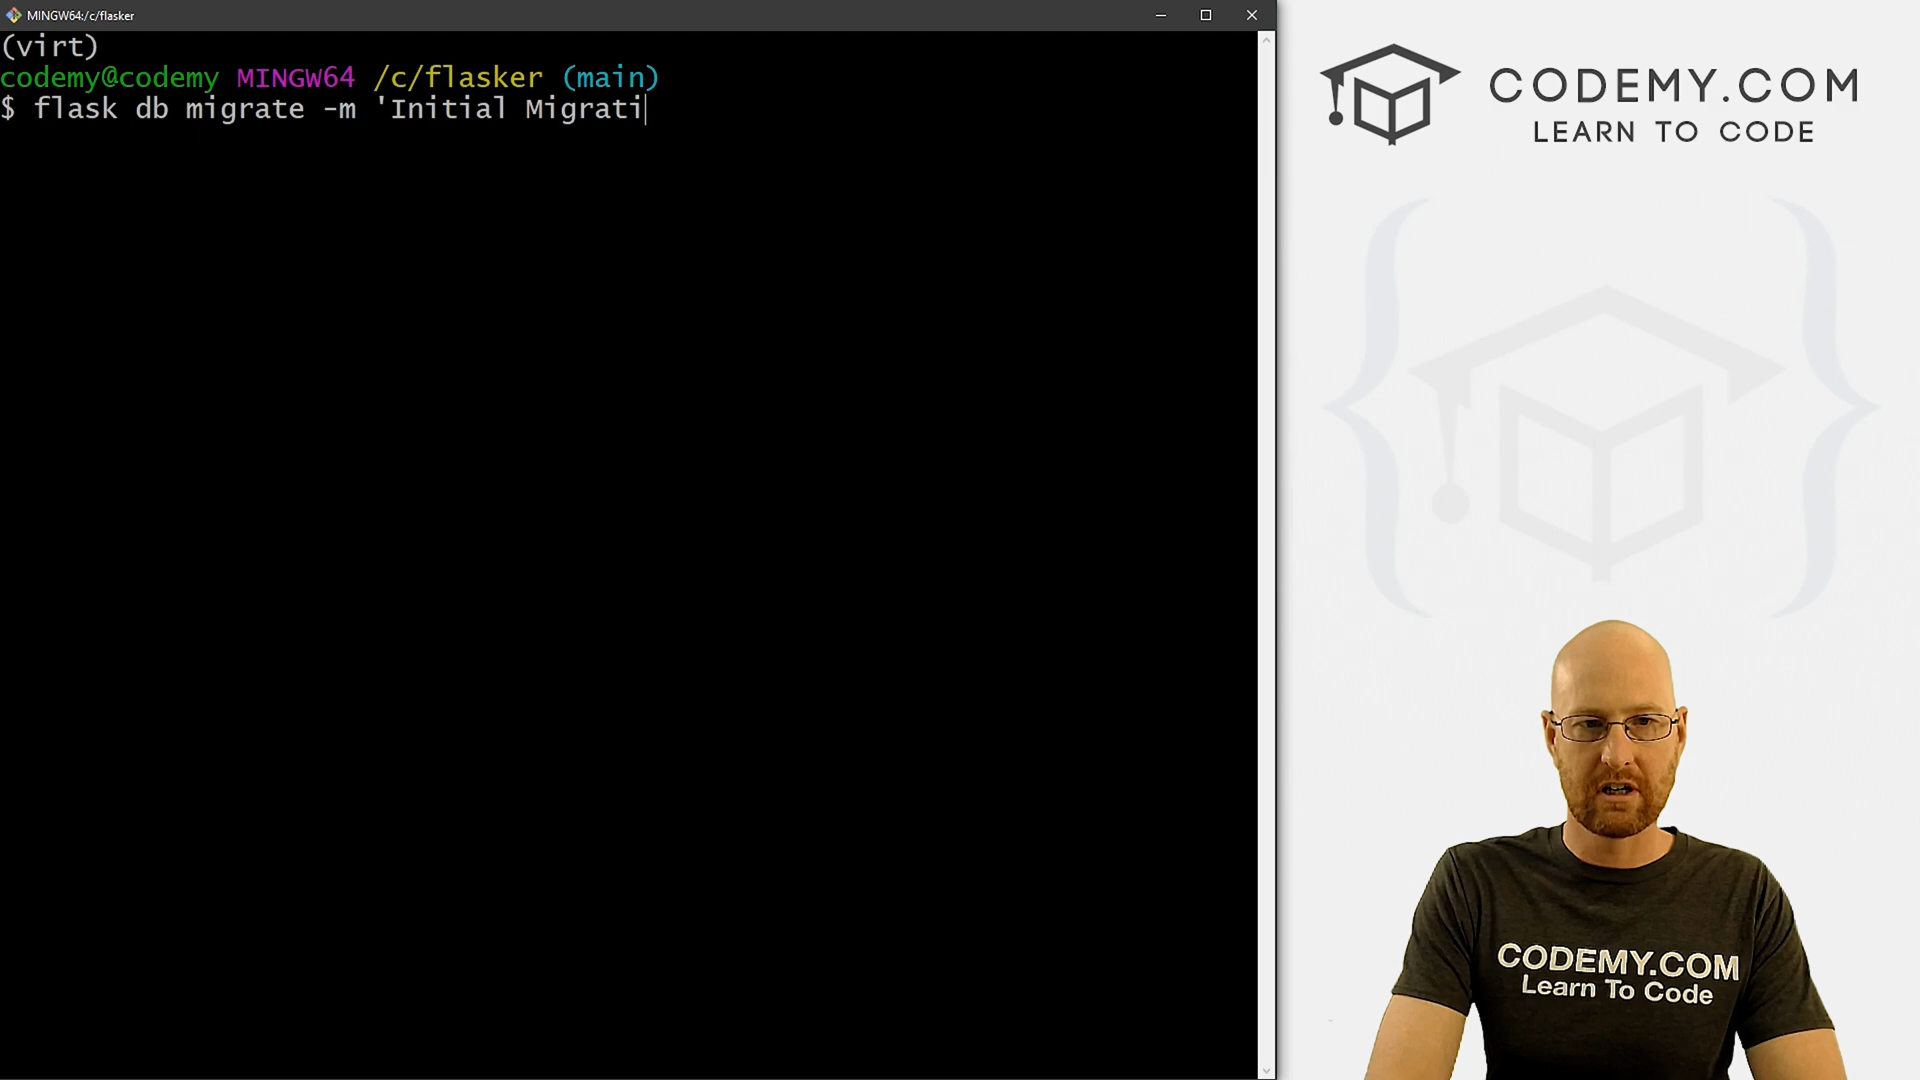 MINGW64:/c/flasker
(virt)
codemy@codemy MINGW64 /c/flasker (main)
$ flask db migrate -m 'Initial Migrati
CODEMY.COM
LEARN TO CODE
CODEMY.COM
Learn To Code